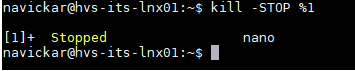 navickar@hvs-its-lnx01:~$ kill -STOP %1
[1]+  Stopped                 nano
navickar@hvs-its-lnx01:~$